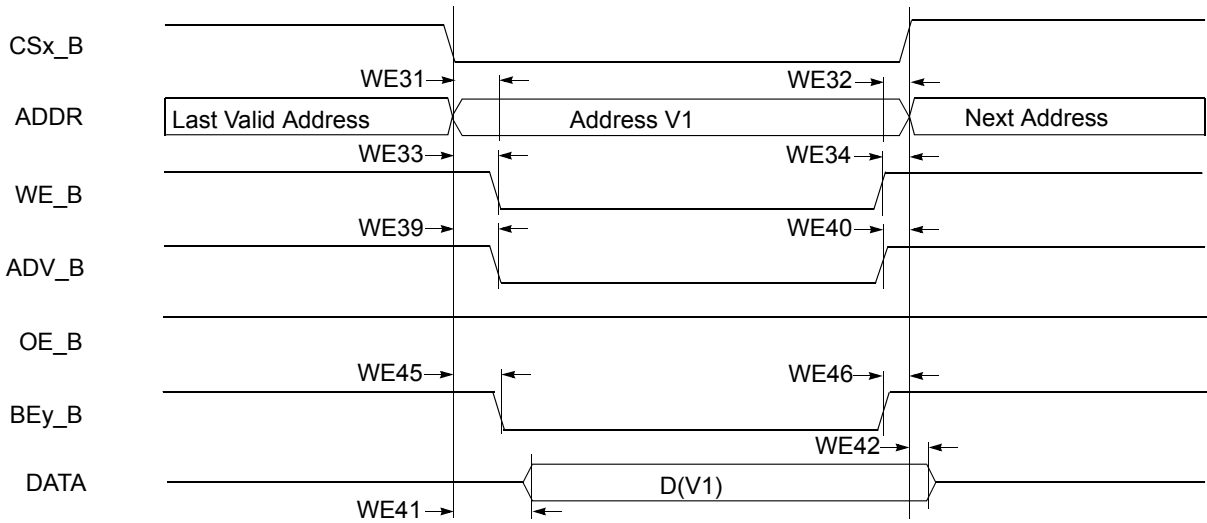 CSx_B
WE31
WE32
ADDR
Last Valid Address
Address V1
Next Address
WE33
WE34
WE_B
WE39
WE40
ADV_B
OE_B
WE45
WE46
BEy_B
WE42
DATA
D(V1)
WE41